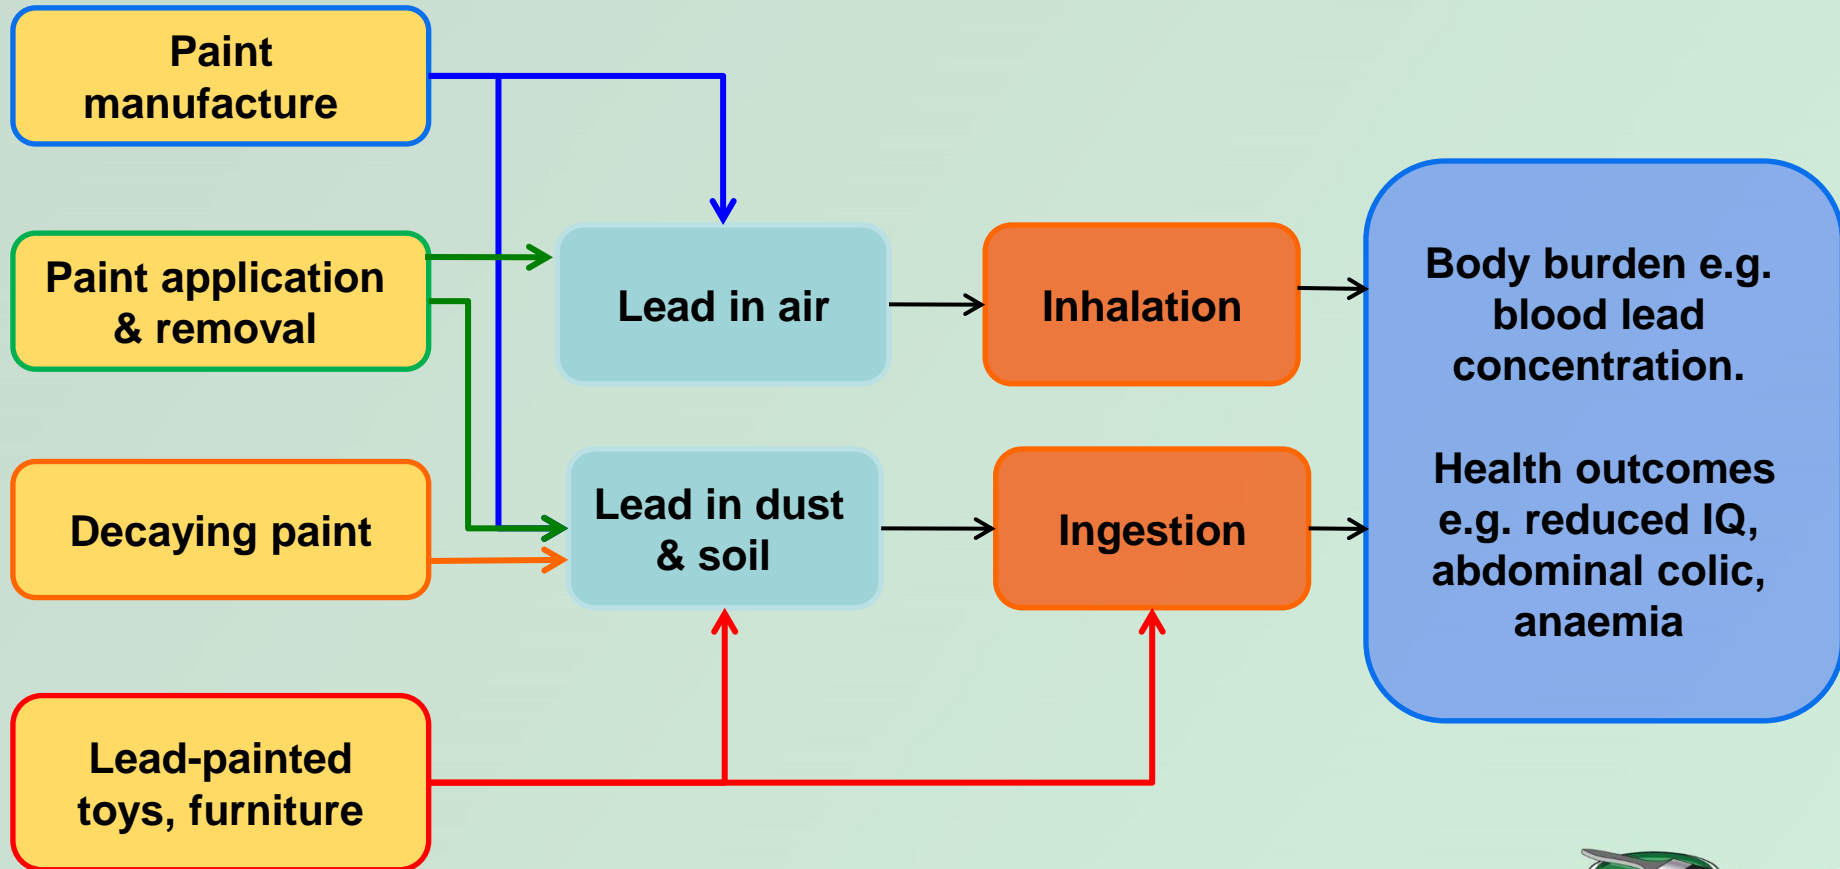 Paint
manufacture
Paint application
& removal
Decaying paint
Lead-painted
toys, furniture
Lead in air
Lead in dust
& soil
Inhalation
Ingestion
Body burden e.g.
blood lead
concentration.
Health outcomes
e.g. reduced IQ,
abdominal colic,
anaemia